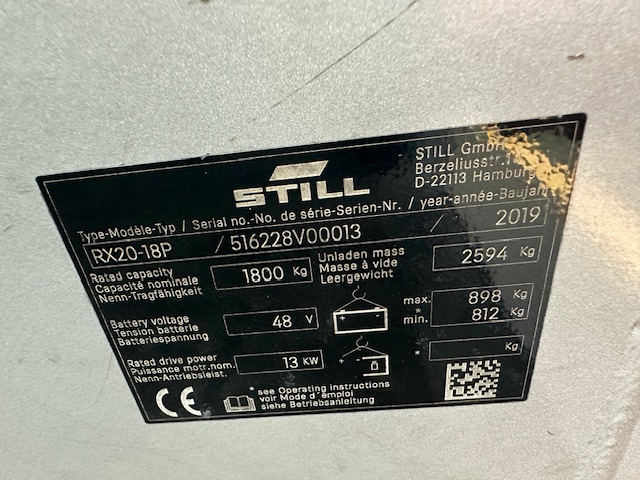 STILL
STILL GmbH
Berzeliusstr.
D-22113 Hamburg
Type-Modèle-Typ / Serial no.-No. de série-Serien-Nr. / year-année-Baujahr
RX20-18P / 516228V00013 / 2019
Rated capacity
Capacité nominale
Nenn-Tragfähigkeit
1800 Kg
Unladen mass
Masse à vide
Leergewicht
2594 Kg
Battery voltage
Tension batterie
Batteriespannung
48 V
max. 898 Kg
*
min. 812 Kg
Rated drive power
Puissance motr.nom.
Nenn-Antriebsleist.
13 KW
* Kg
CE
* see Operating instructions
voir Mode d'emploi
siehe Betriebsanleitung